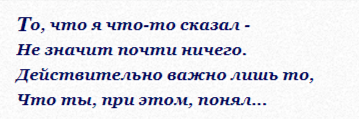 То, что я что-то сказал -
Не значит почти ничего.
Действительно важно лишь то,
Что ты, при этом, понял...